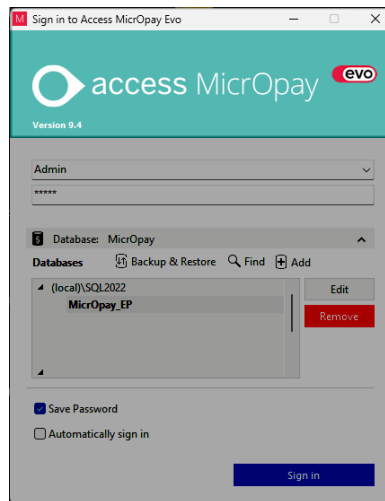 M Sign in to Access MicrOpay Evo
access MicrOpay evo
Version 9.4
Admin
*****
$ Database: MicrOpay
Databases Backup & Restore Find Add
(local)\SQL2022 Edit
MicrOpay_EP Remove
Save Password
Automatically sign in
Sign in